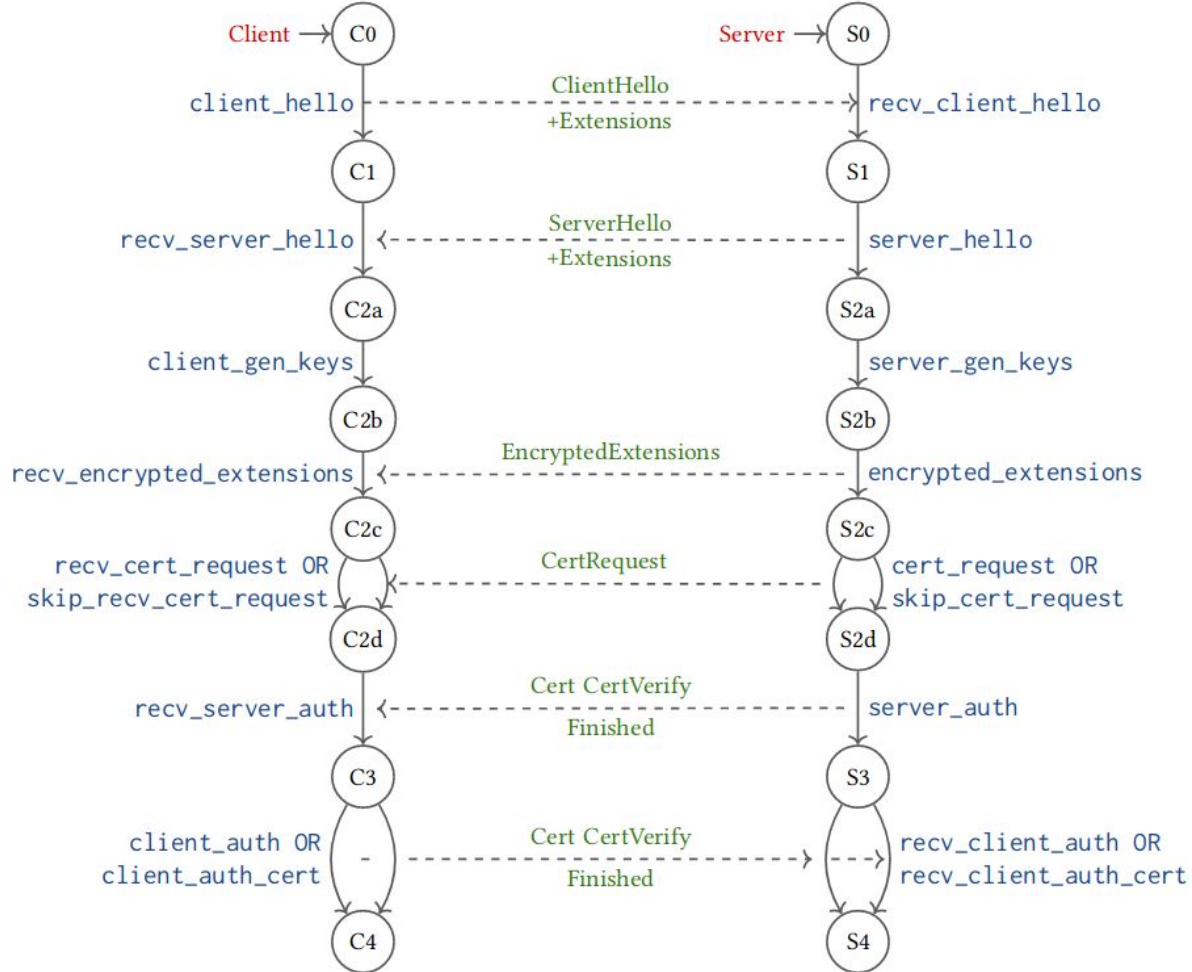 Client
C0
Server
S0
client_hello
ClientHello
+Extensions
recv_client_hello
C1
S1
recv_server_hello
ServerHello
+Extensions
server_hello
C2a
S2a
client_gen_keys
server_gen_keys
C2b
S2b
recv_encrypted_extensions
EncryptedExtensions
encrypted_extensions
C2c
S2c
recv_cert_request OR
skip_recv_cert_request
CertRequest
cert_request OR
skip_cert_request
C2d
S2d
recv_server_auth
Cert CertVerify
Finished
server_auth
C3
S3
client_auth OR
client_auth_cert
Cert CertVerify
Finished
recv_client_auth OR
recv_client_auth_cert
C4
S4